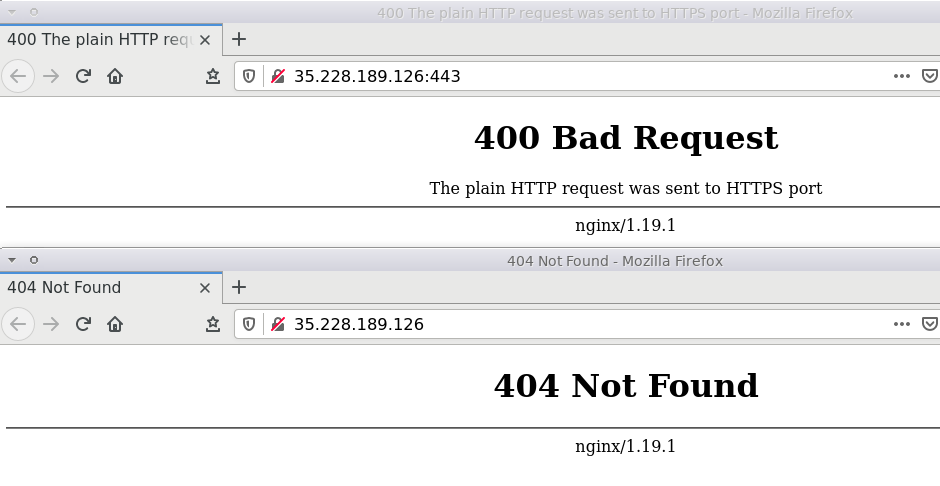 400 The plain HTTP request was sent to HTTPS port - Mozilla Firefox
400 The plain HTTP requ
35.228.189.126:443
400 Bad Request
The plain HTTP request was sent to HTTPS port
nginx/1.19.1
404 Not Found - Mozilla Firefox
404 Not Found
35.228.189.126
404 Not Found
nginx/1.19.1